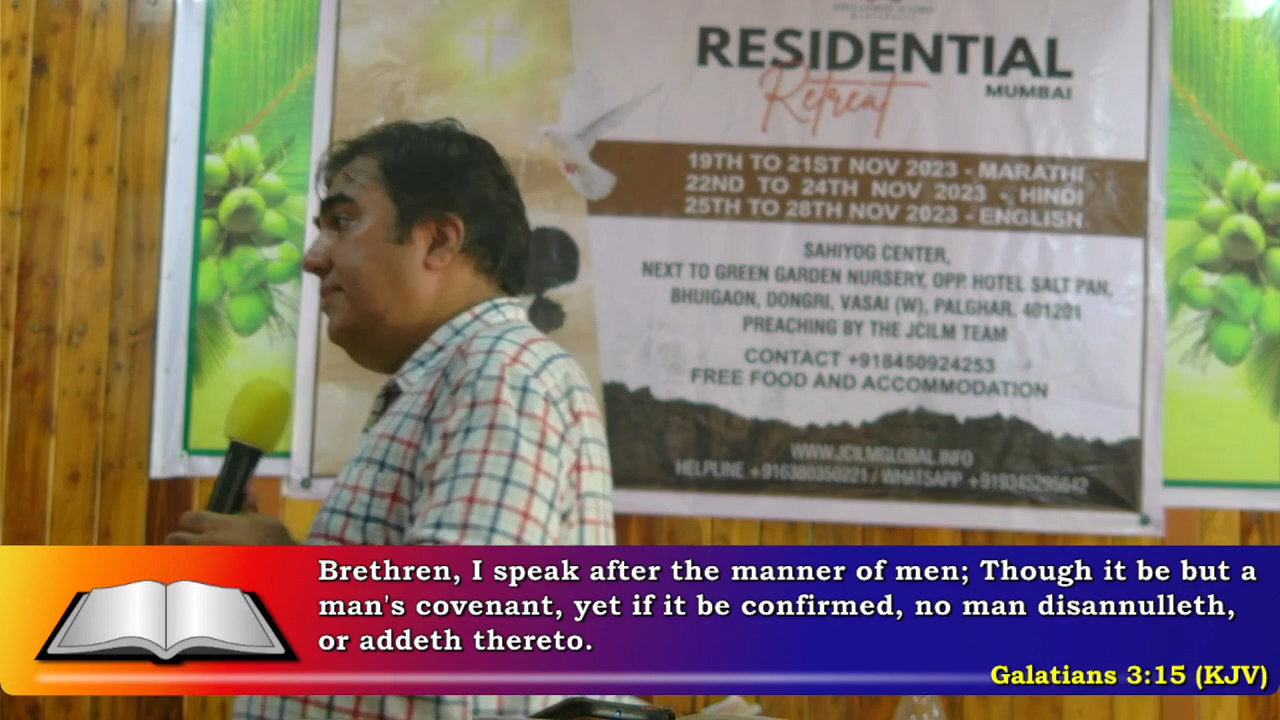 RESIDENTIAL
Retreat
MUMBAI
19TH TO 21ST NOV 2023 - MARATHI
22ND TO 24TH NOV 2023 - HINDI
25TH TO 28TH NOV 2023 - ENGLISH
SAHIYOG CENTER,
NEXT TO GREEN GARDEN NURSERY, OPP. HOTEL SALT PAN,
BHUIGAON, DONGRI, VASAI (W), PALGHAR. 401201
PREACHING BY THE JCILM TEAM
CONTACT +918450924253
FREE FOOD AND ACCOMMODATION
WWW.JCILMGLOBAL.INFO
HELPLINE +916380350221 / WHATSAPP
Brethren, I speak after the manner of men; Though it be but a
man's covenant, yet if it be confirmed, no man disannulleth,
or addeth thereto.
Galatians 3:15 (KJV)